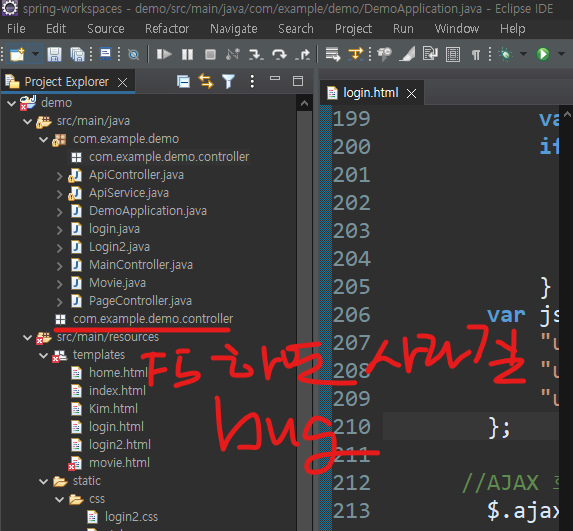 spring-workspaces - demo/src/main/java/com/example/demo/DemoApplication.java - Eclipse IDE
File Edit Source Refactor Navigate Search Project Run Window Help
Project Explorer
login.html
demo
src/main/java
com.example.demo
com.example.demo.controller
ApiController.java
ApiService.java
DemoApplication.java
login.java
Login2.java
MainController.java
Movie.java
PageController.java
com.example.demo.controller
src/main/resources
templates
home.html
index.html
Kim.html
login.html
login2.html
movie.html
static
css
login2.css
199 va
200 if
201
202
203
204
205 }
206 var js
207 "u
208 "u
209 "u
210 };
211
212 //AJAX
213 $.ajax
F5 하면 사라질
bug